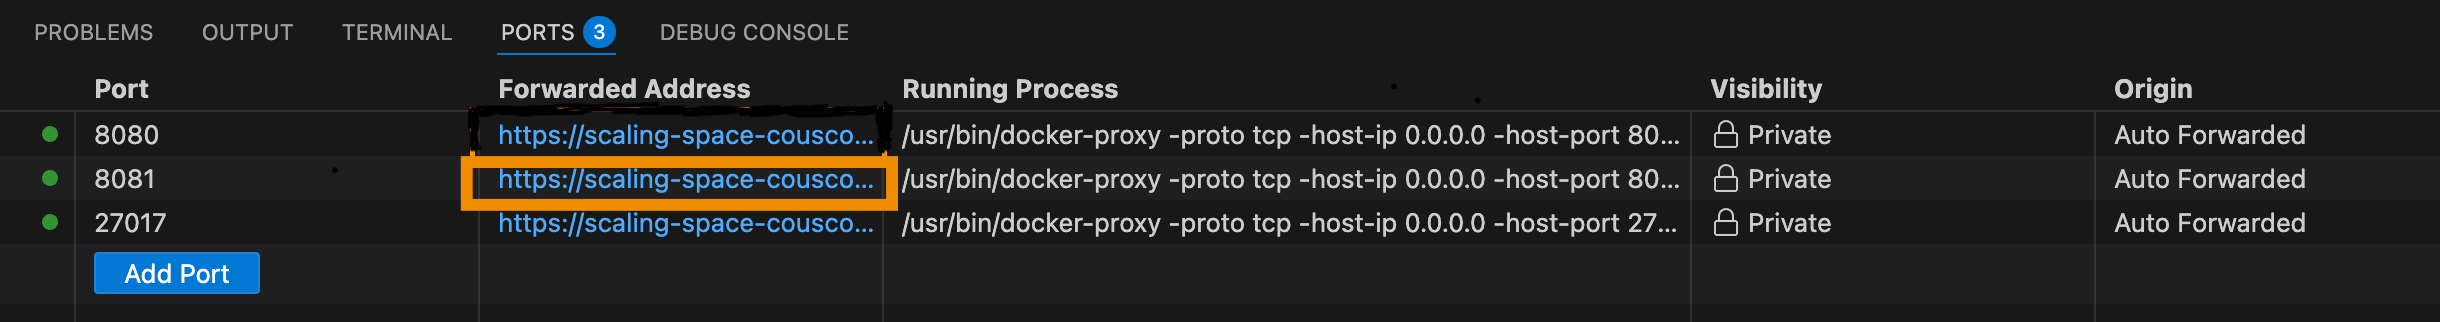 PROBLEMS OUTPUT TERMINAL PORTS 3 DEBUG CONSOLE
Port Forwarded Address Running Process Visibility Origin
8080 https://scaling-space-cousco... /usr/bin/docker-proxy -proto tcp -host-ip 0.0.0.0 -host-port 80... Private Auto Forwarded
8081 https://scaling-space-cousco... /usr/bin/docker-proxy -proto tcp -host-ip 0.0.0.0 -host-port 80... Private Auto Forwarded
27017 https://scaling-space-cousco... /usr/bin/docker-proxy -proto tcp -host-ip 0.0.0.0 -host-port 27... Private Auto Forwarded
Add Port